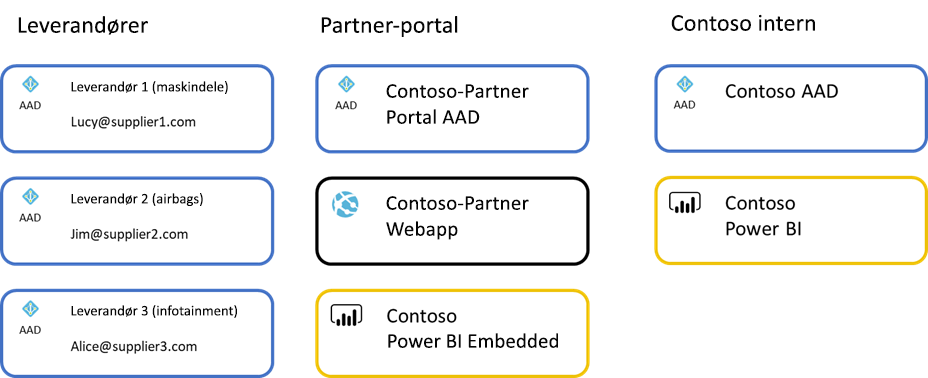 Leverandører
Partner-portal
Contoso intern
AAD
Leverandør 1 (maskindele)
Lucy@supplier1.com
AAD
Contoso-Partner
Portal AAD
AAD
Contoso AAD
AAD
Leverandør 2 (airbags)
Jim@supplier2.com
Contoso-Partner
Webapp
Contoso
Power BI
AAD
Leverandør 3 (infotainment)
Alice@supplier3.com
Contoso
Power BI Embedded